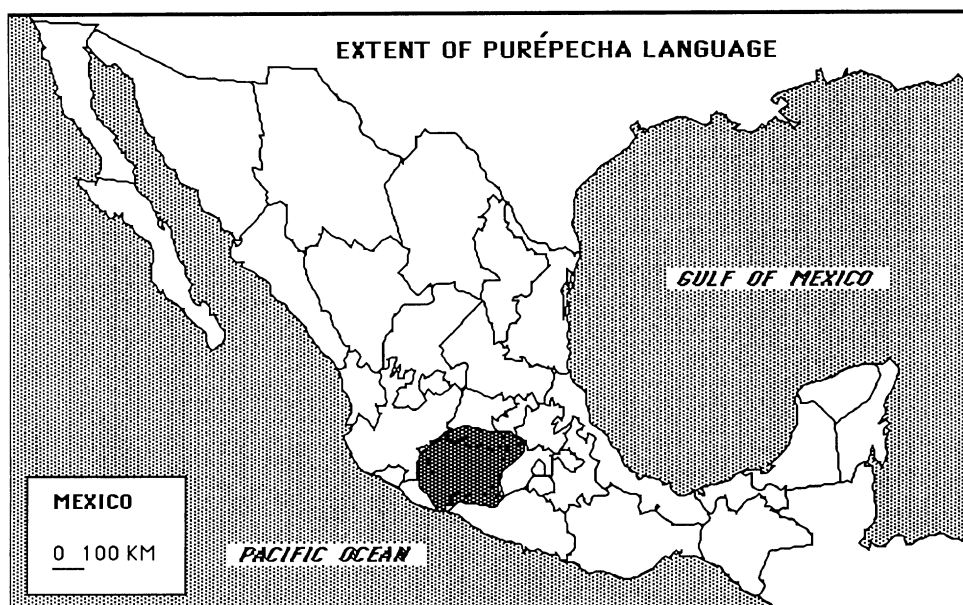 EXTENT OF PURÉPECHA LANGUAGE
GULF OF MEXICO
MEXICO
0 100 KM
PACIFIC OCEAN